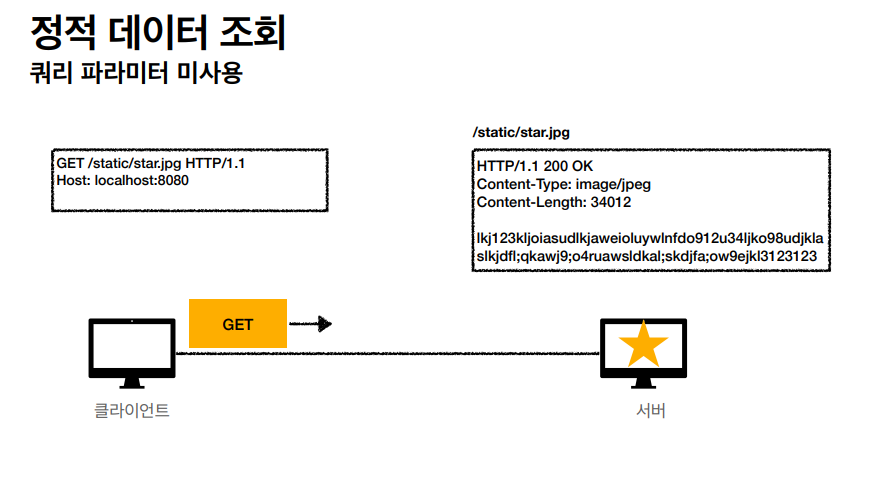 정적 데이터 조회
쿼리 파라미터 미사용
/static/star.jpg
GET /static/star.jpg HTTP/1.1
Host: localhost:8080
HTTP/1.1 200 OK
Content-Type: image/jpeg
Content-Length: 34012
lkj123kljoiasudlkjaweioluywlnfdo912u34ljko98udjkla
slkjdfl;qkawj9;o4ruawsldkal;skdjfa;ow9ejkl3123123
GET
클라이언트
서버